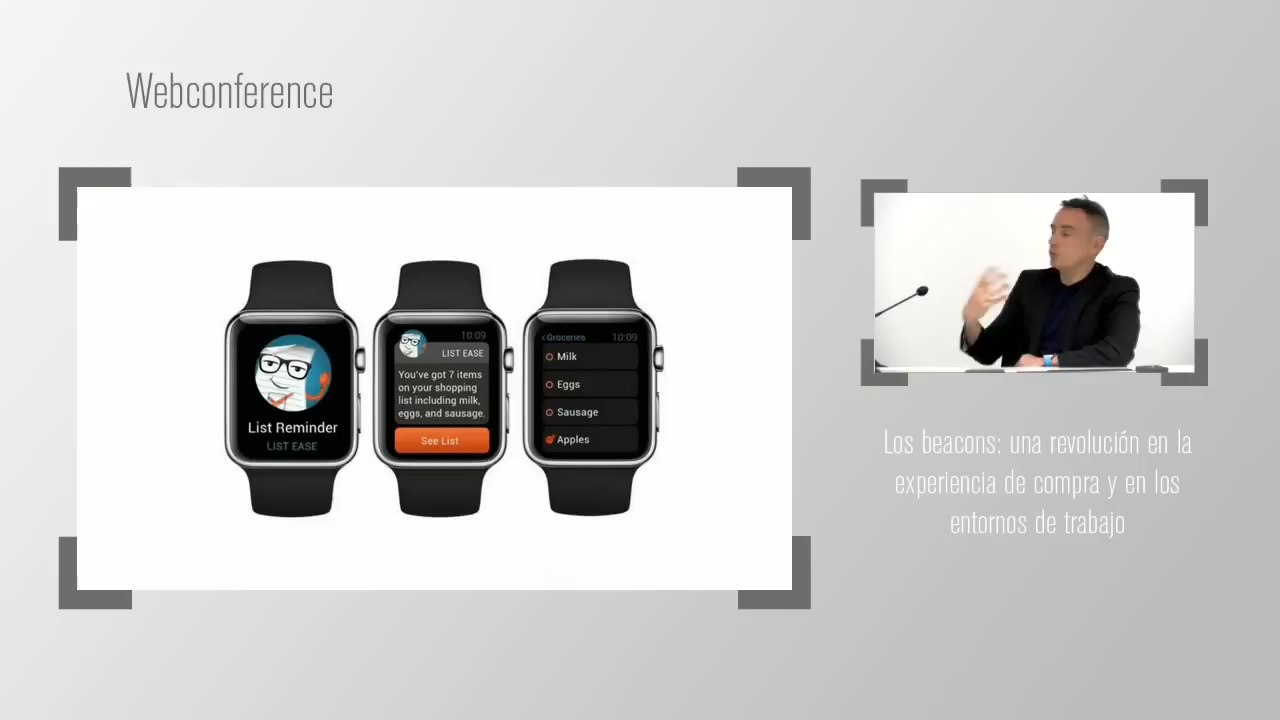 Webconference
List Reminder
LIST EASE
10:09
LIST EASE
You've got 7 items
on your shopping
list including milk,
eggs, and sausage.
See List
‹Groceries 10:09
Milk
Eggs
Sausage
Apples
Los beacons: una revolución en la
experiencia de compra y en los
entornos de trabajo